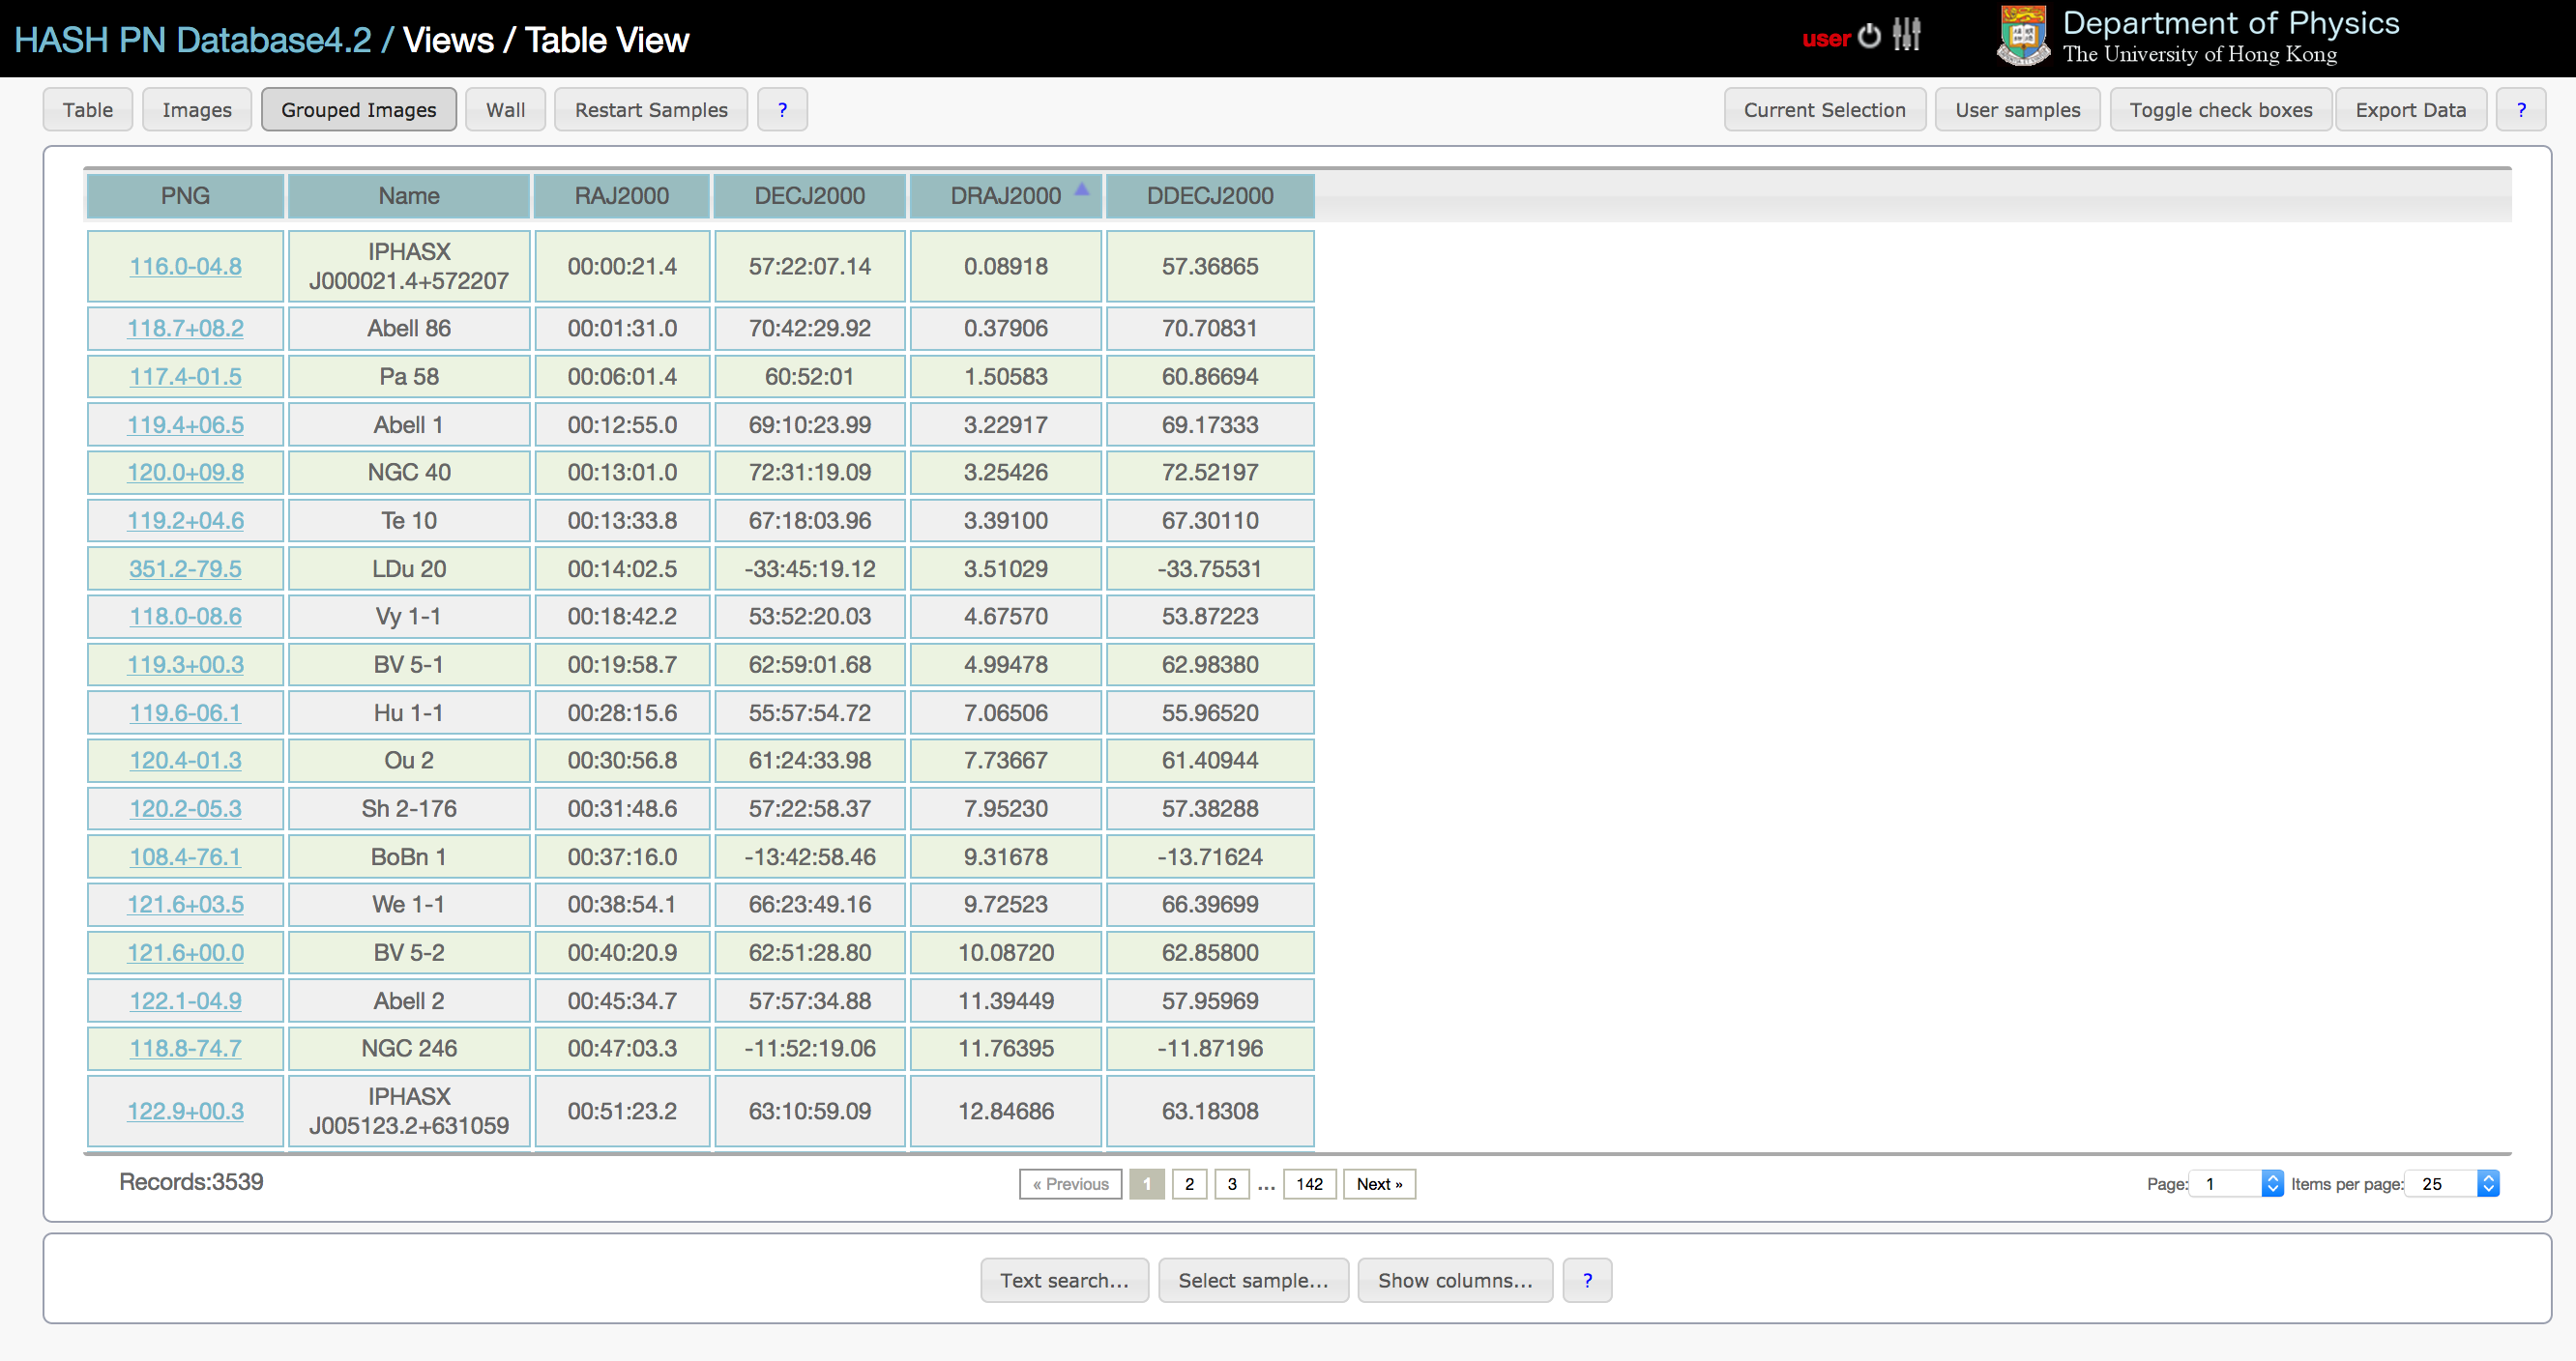 HASH PN Database4.2 / Views / Table View
user
Department of Physics
The University of Hong Kong
Table Images Grouped Images Wall Restart Samples ? Current Selection User samples Toggle check boxes Export Data ?
PNG Name RAJ2000 DECJ2000 DRAJ2000 DDECJ2000
116.0-04.8 IPHASX J000021.4+572207 00:00:21.4 57:22:07.14 0.08918 57.36865
118.7+08.2 Abell 86 00:01:31.0 70:42:29.92 0.37906 70.70831
117.4-01.5 Pa 58 00:06:01.4 60:52:01 1.50583 60.86694
119.4+06.5 Abell 1 00:12:55.0 69:10:23.99 3.22917 69.17333
120.0+09.8 NGC 40 00:13:01.0 72:31:19.09 3.25426 72.52197
119.2+04.6 Te 10 00:13:33.8 67:18:03.96 3.39100 67.30110
351.2-79.5 LDu 20 00:14:02.5 -33:45:19.12 3.51029 -33.75531
118.0-08.6 Vy 1-1 00:18:42.2 53:52:20.03 4.67570 53.87223
119.3+00.3 BV 5-1 00:19:58.7 62:59:01.68 4.99478 62.98380
119.6-06.1 Hu 1-1 00:28:15.6 55:57:54.72 7.06506 55.96520
120.4-01.3 Ou 2 00:30:56.8 61:24:33.98 7.73667 61.40944
120.2-05.3 Sh 2-176 00:31:48.6 57:22:58.37 7.95230 57.38288
108.4-76.1 BoBn 1 00:37:16.0 -13:42:58.46 9.31678 -13.71624
121.6+03.5 We 1-1 00:38:54.1 66:23:49.16 9.72523 66.39699
121.6+00.0 BV 5-2 00:40:20.9 62:51:28.80 10.08720 62.85800
122.1-04.9 Abell 2 00:45:34.7 57:57:34.88 11.39449 57.95969
118.8-74.7 NGC 246 00:47:03.3 -11:52:19.06 11.76395 -11.87196
122.9+00.3 IPHASX J005123.2+631059 00:51:23.2 63:10:59.09 12.84686 63.18308
Records:3539 « Previous 1 2 3 ... 142 Next » Page: 1 Items per page: 25
Text search... Select sample... Show columns... ?